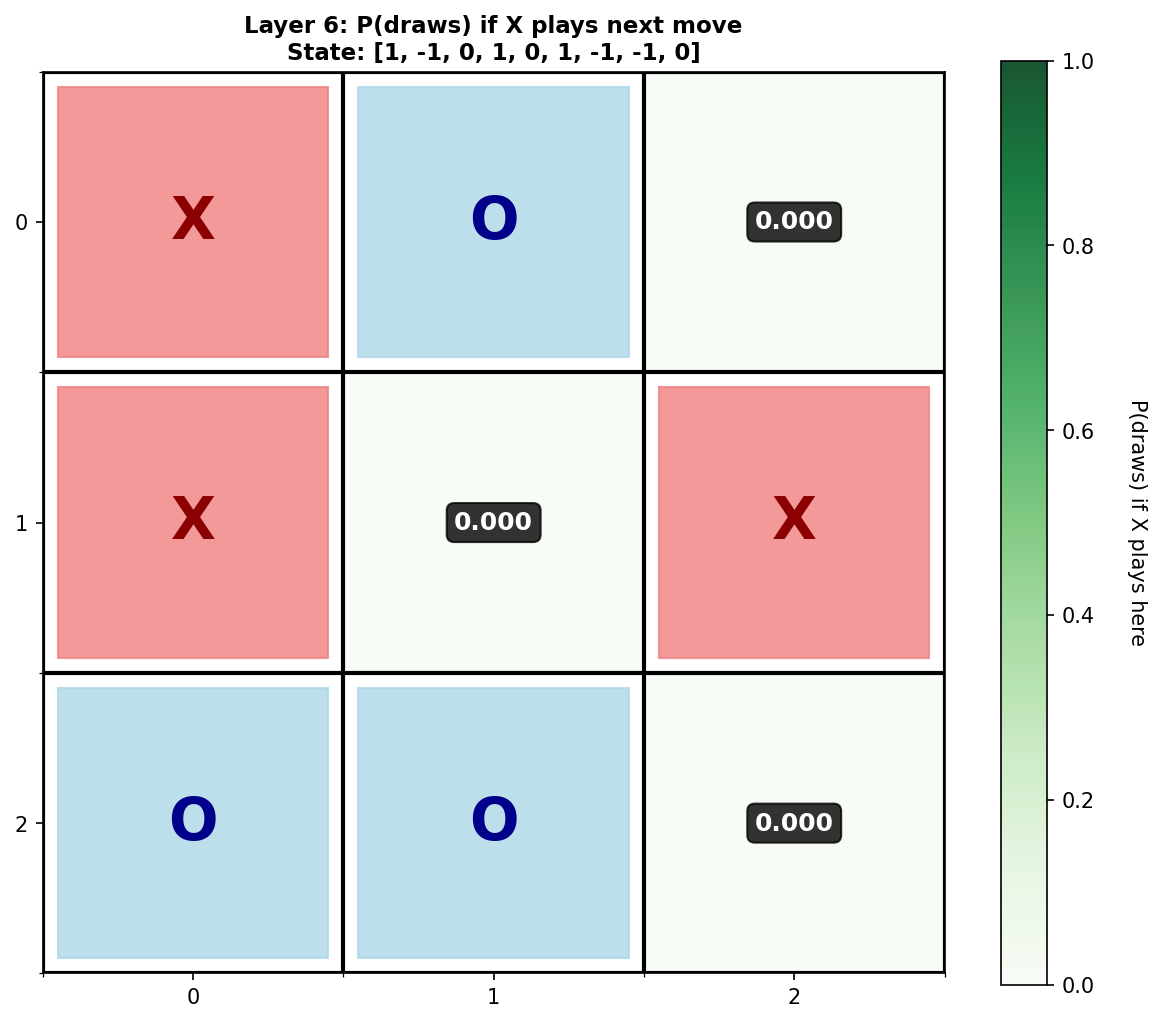 Layer 6: P(draws) if X plays next move
State: [1, -1, 0, 1, 0, 1, -1, -1, 0]
X
O
0.000
X
0.000
X
O
O
0.000
0
1
2
0
1
2
1.0
0.8
0.6
0.4
0.2
0.0
P(draws) if X plays here